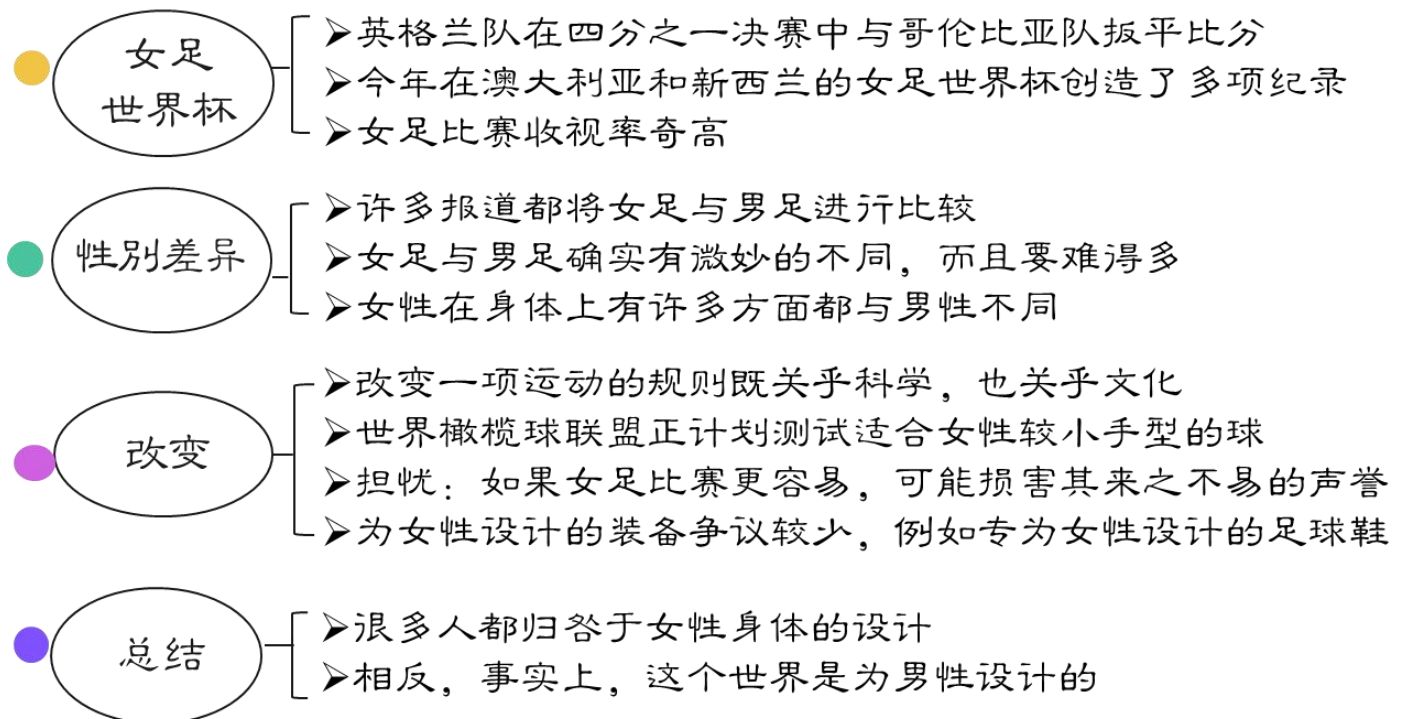 女足
世界杯
➢英格兰队在四分之一决赛中与哥伦比亚队扳平比分
➢今年在澳大利亚和新西兰的女足世界杯创造了多项纪录
➢女足比赛收视率奇高
性别差异
➢许多报道都将女足与男足进行比较
➢女足与男足确实有微妙的不同，而且要难得多
➢女性在身体上有许多方面都与男性不同
改变
➢改变一项运动的规则既关乎科学，也关乎文化
➢世界橄榄球联盟正计划测试适合女性较小手型的球
➢担忧：如果女足比赛更容易，可能损害其来之不易的声誉
➢为女性设计的装备争议较少，例如专为女性设计的足球鞋
总结
➢很多人都归咎于女性身体的设计
➢相反，事实上，这个世界是为男性设计的